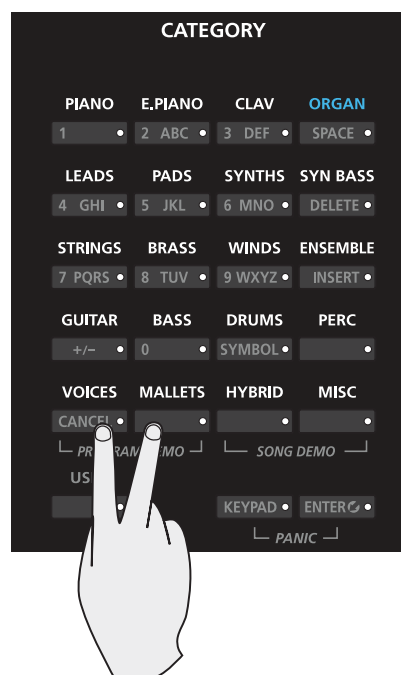 CATEGORY
PIANO E.PIANO CLAV ORGAN
1 2 ABC 3 DEF SPACE
LEADS PADS SYNTHS SYN BASS
4 GHI 5 JKL 6 MNO DELETE
STRINGS BRASS WINDS ENSEMBLE
7 PQRS 8 TUV 9 WXYZ INSERT
GUITAR BASS DRUMS PERC
+/– 0 SYMBOL
VOICES MALLETS HYBRID MISC
CANCEL
SONG DEMO
KEYPAD ENTER
PANIC